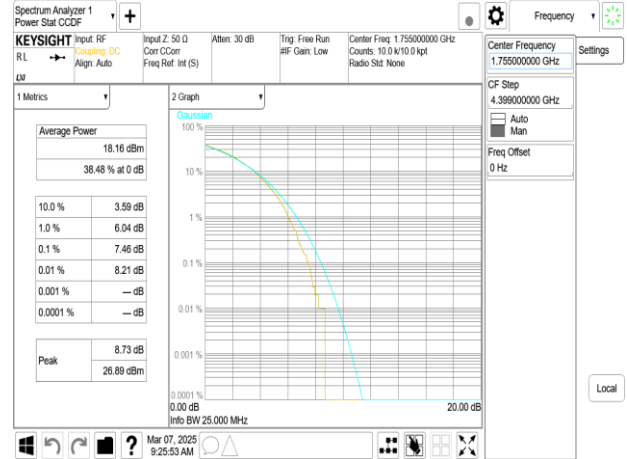 Spectrum Analyzer 1
Power Stat CCDF
Frequency
KEYSIGHT
RL
Input: RF
Coupling: DC
Align: Auto
Input Z: 50 Ω
Corr CCorr
Freq Ref: Int (S)
Atten: 30 dB
Trig: Free Run
#IF Gain: Low
Center Freq: 1.755000000 GHz
Counts: 10.0 k/10.0 kpt
Radio Std: None
Center Frequency
1.755000000 GHz
Settings
CF Step
4.399000000 GHz
Auto
Man
Freq Offset
0 Hz
1 Metrics
Average Power
18.16 dBm
38.48 % at 0 dB
10.0 % 3.59 dB
1.0 % 6.04 dB
0.1 % 7.46 dB
0.01 % 8.21 dB
0.001 % --- dB
0.0001 % --- dB
Peak
8.73 dB
26.89 dBm
2 Graph
Gaussian
100 %
10 %
1 %
0.1 %
0.01 %
0.001 %
0.0001 %
0.00 dB 20.00 dB
Info BW 25.000 MHz
Local
?
Mar 07, 2025
9:25:53 AM